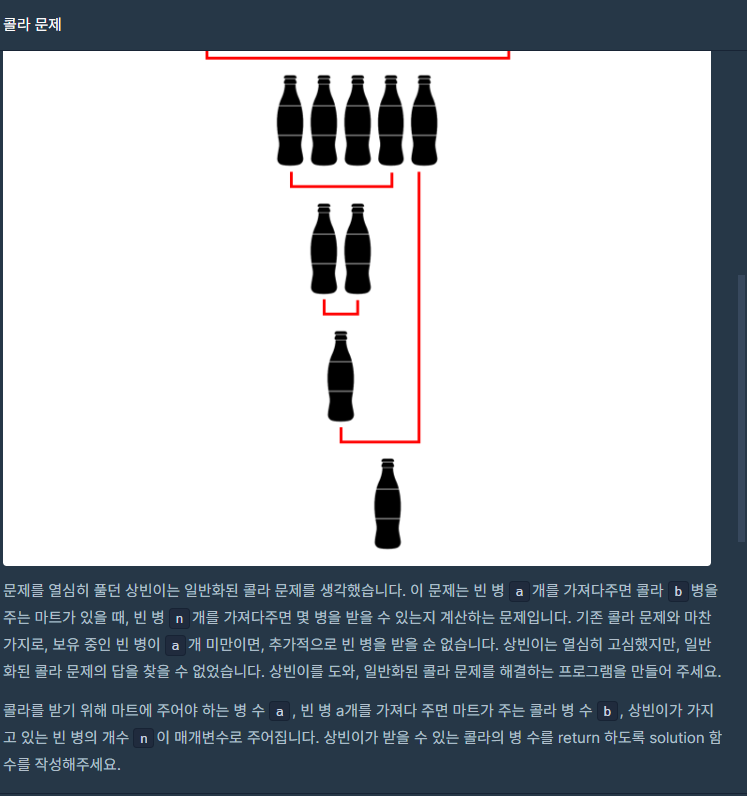 콜라 문제
문제를 열심히 풀던 상빈이는 일반화된 콜라 문제를 생각했습니다. 이 문제는 빈 병 a 개를 가져다주면 콜라 b 병을
주는 마트가 있을 때, 빈 병 n 개를 가져다주면 몇 병을 받을 수 있는지 계산하는 문제입니다. 기존 콜라 문제와 마찬
가지로, 보유 중인 빈 병이 a 개 미만이면, 추가적으로 빈 병을 받을 순 없습니다. 상빈이는 열심히 고심했지만, 일반
화된 콜라 문제의 답을 찾을 수 없었습니다. 상빈이를 도와, 일반화된 콜라 문제를 해결하는 프로그램을 만들어 주세요.
콜라를 받기 위해 마트에 주어야 하는 병 수 a , 빈 병 a개를 가져다 주면 마트가 주는 콜라 병 수 b , 상빈이가 가지
고 있는 빈 병의 개수 n 이 매개변수로 주어집니다. 상빈이가 받을 수 있는 콜라의 병 수를 return 하도록 solution 함
수를 작성해주세요.